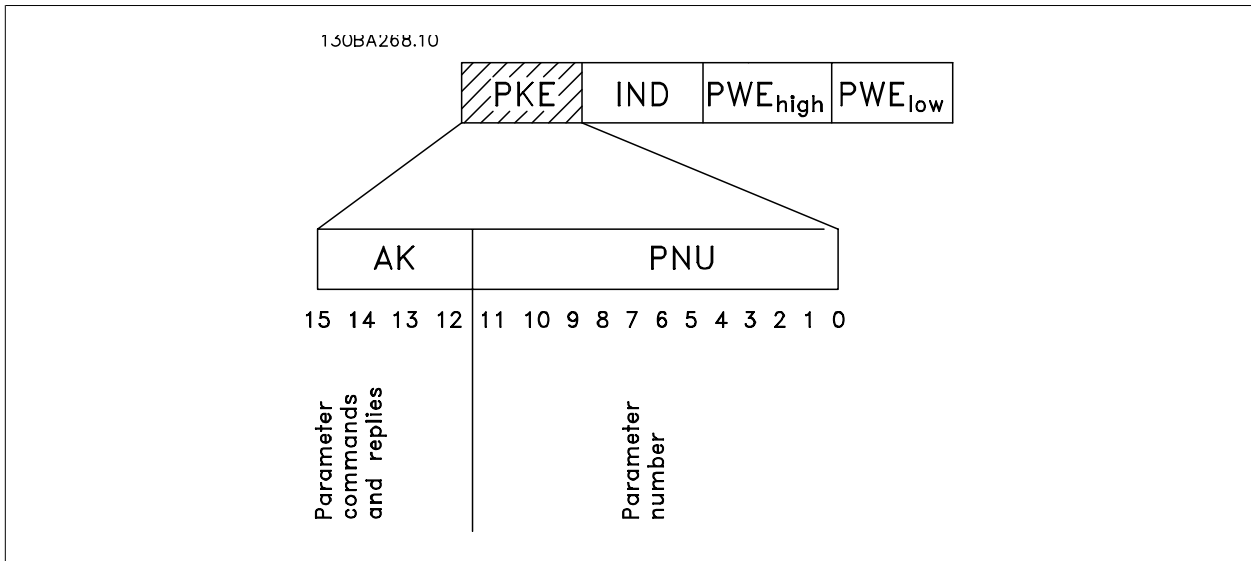 130BA268.10
PKE IND PWEhigh PWElow
AK PNU
15 14 13 12 11 10 9 8 7 6 5 4 3 2 1 0
Parameter
commands
and replies
Parameter
number